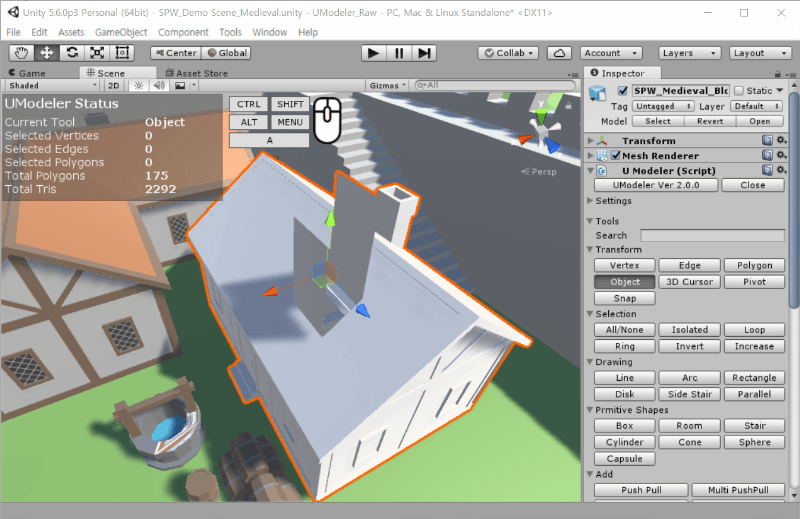 Unity 5.6.0p3 Personal (64bit) - SPW_Demo Scene_Medieval.unity - UModeler_Raw - PC, Mac & Linux Standalone* <DX11>
File Edit Assets GameObject Component Tools Window Help
Center Global Collab Account Layers Layout
Game Scene Asset Store Inspector
Shaded 2D Gizmos All
UModeler Status
Current Tool Object
Selected Vertices 0
Selected Edges 0
Selected Polygons 0
Total Polygons 175
Total Tris 2292
CTRL SHIFT
ALT MENU
A
y
Persp
SPW_Medieval_Blo Static
Tag Untagged Layer Default
Model Select Revert Open
Transform
Mesh Renderer
U Modeler (Script)
UModeler Ver 2.0.0 Close
Settings
Tools
Search
Transform
Vertex Edge Polygon
Object 3D Cursor Pivot
Snap
Selection
All/None Isolated Loop
Ring Invert Increase
Drawing
Line Arc Rectangle
Disk Side Stair Parallel
Prmitive Shapes
Box Room Stair
Cylinder Cone Sphere
Capsule
Add
Push Pull Multi PushPull